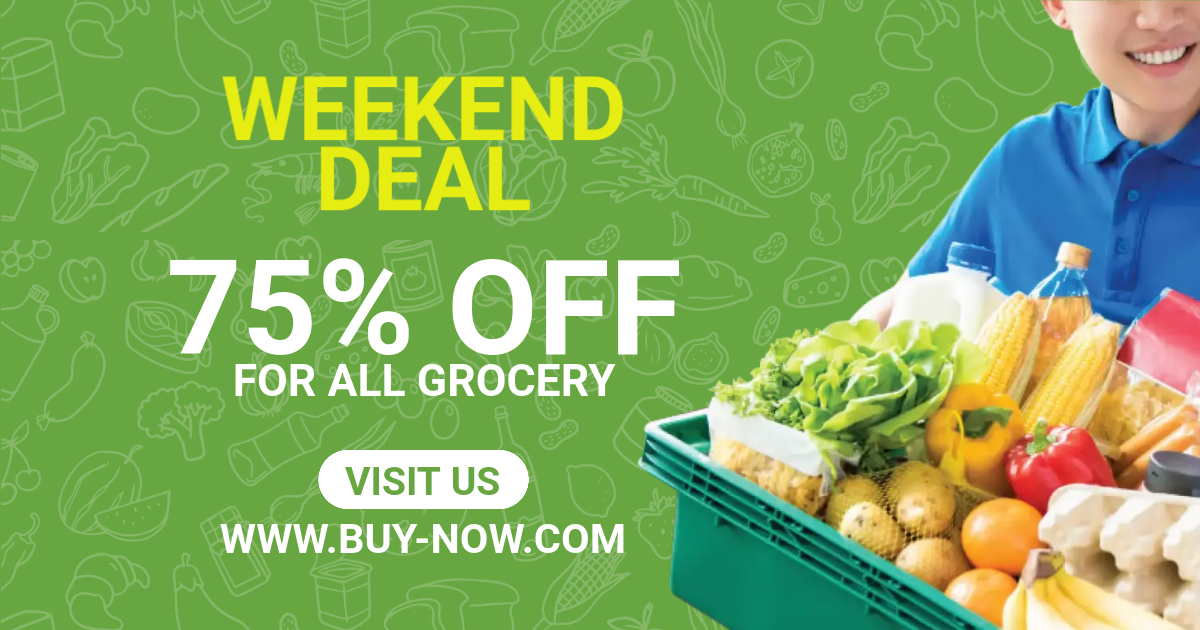 WEEKEND
DEAL
75% OFF
FOR ALL GROCERY
VISIT US
WWW.BUY-NOW.COM